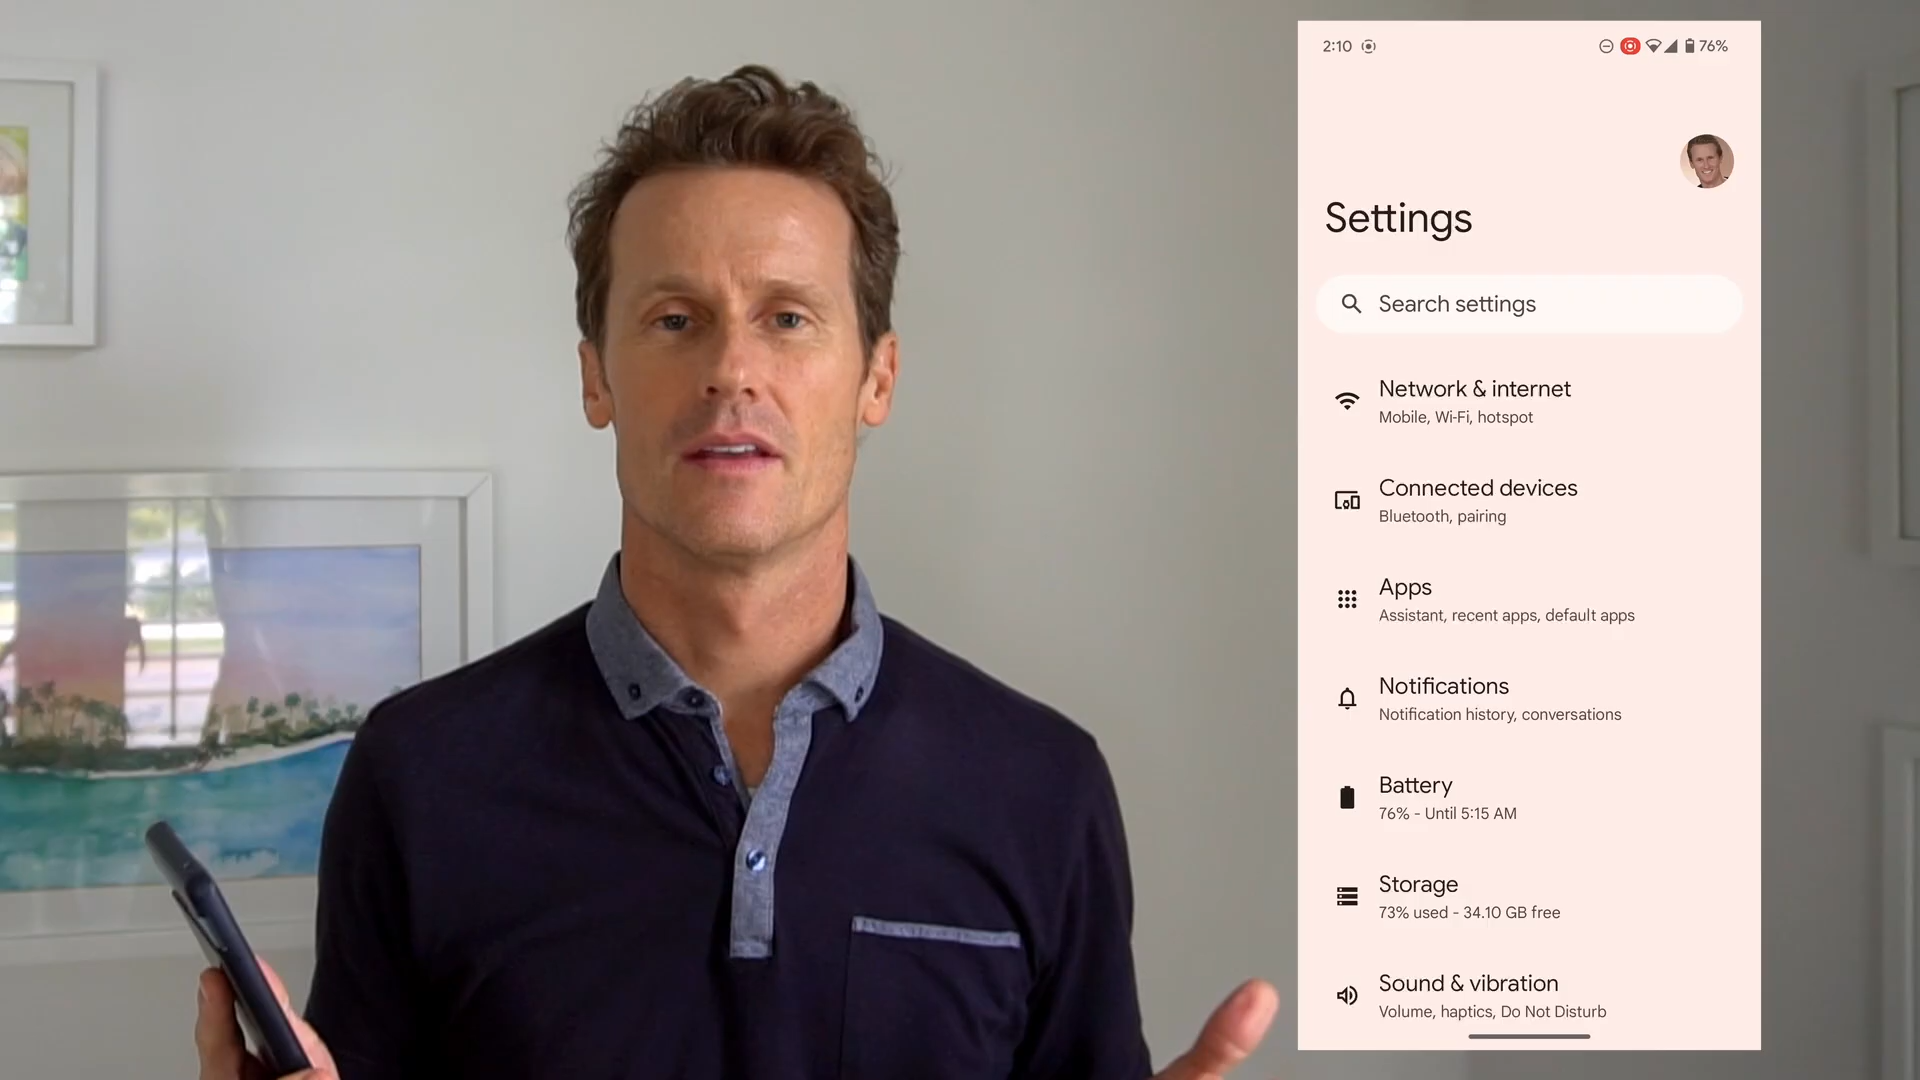 2:10
76%
Settings
Search settings
Network & internet
Mobile, Wi-Fi, hotspot
Connected devices
Bluetooth, pairing
Apps
Assistant, recent apps, default apps
Notifications
Notification history, conversations
Battery
76% - Until 5:15 AM
Storage
73% used - 34.10 GB free
Sound & vibration
Volume, haptics, Do Not Disturb